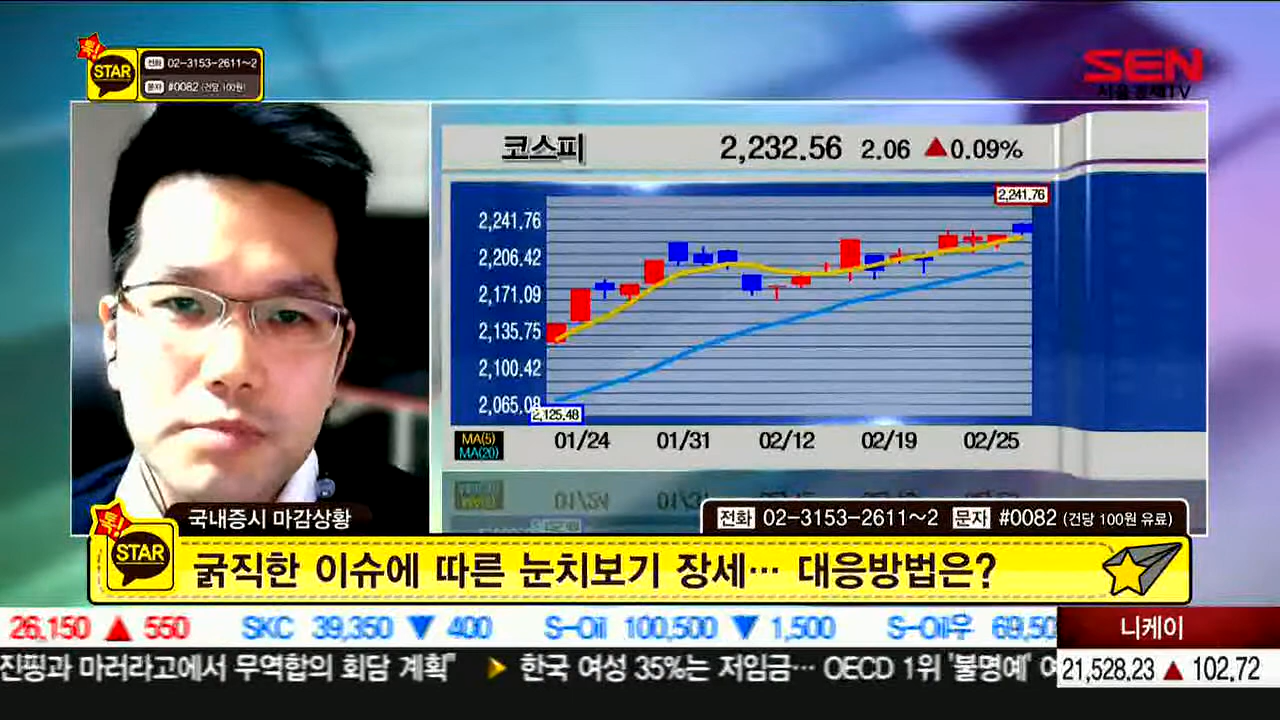 톡!
STAR
전화 02-3153-2611~2
문자 #0082 (건당 100원)
SEN
서울경제TV
코스피 2,232.56 2.06 ▲0.09%
2,241.76
2,241.76
2,206.42
2,171.09
2,135.75
2,100.42
2,065.08
2,125.48
MA(5)
MA(20)
01/24 01/31 02/12 02/19 02/25
국내증시 마감상황
전화 02-3153-2611~2 문자 #0082 (건당 100원 유료)
톡!
STAR
굵직한 이슈에 따른 눈치보기 장세… 대응방법은?
26,150 ▲ 550 SKC 39,350 ▼ 400 S-Oil 100,500 ▼ 1,500 S-Oil우 69,50
니케이
진핑과 마러라고에서 무역합의 회담 계획" ▶ 한국 여성 35%는 저임금… OECD 1위 '불명예'
21,528.23 ▲ 102.72